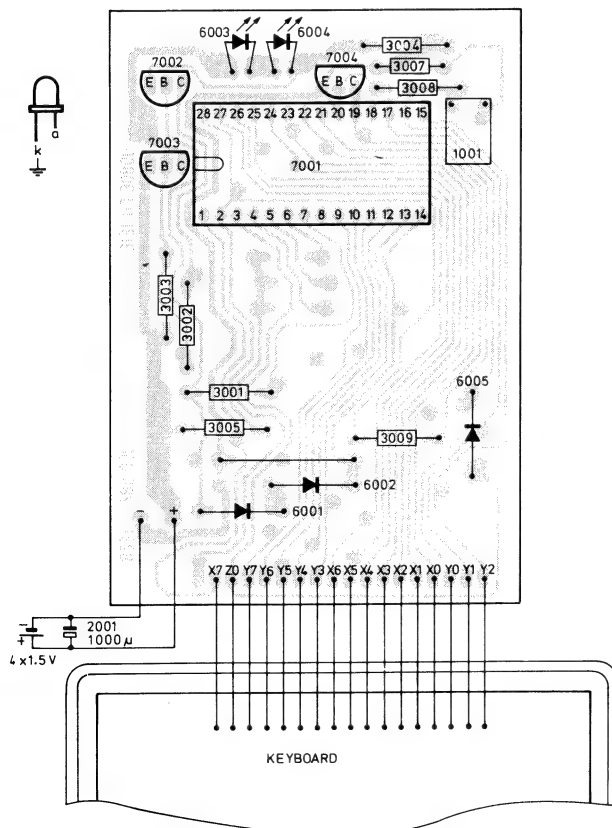 6003
6004
7002
7004
3004
3007
3008
E B C
E B C
28 27 26 25 24 23 22 21 20 19 18 17 16 15
1001
a
k
7003
E B C
7001
1 2 3 4 5 6 7 8 9 10 11 12 13 14
3003
3002
3001
6005
3005
3009
6002
6001
- +
X7 Z0 Y7 Y6 Y5 Y4 Y3 X6 X5 X4 X3 X2 X1 X0 Y0 Y1 Y2
-
+
2001
1000 µ
4 x 1.5 V
KEYBOARD